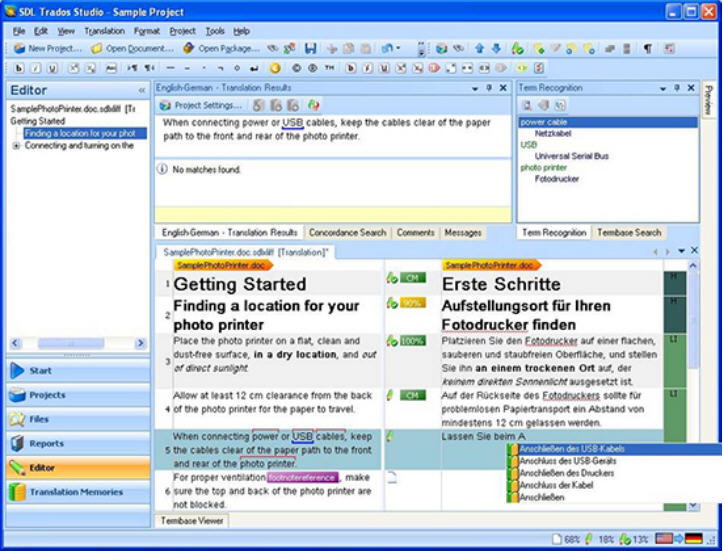 SDL Trados Studio - Sample Project
File Edit View Translation Format Project Tools Help
New Project... Open Document... Open Package...
Editor
SamplePhotoPrinter.doc.sdlxliff [Tr
Getting Started
Finding a location for your phot
Connecting and turning on the
Start
Projects
Files
Reports
Editor
Translation Memories
English-German - Translation Results
Project Settings...
When connecting power or USB cables, keep the cables clear of the paper
path to the front and rear of the photo printer.
No matches found.
English-German - Translation Results Concordance Search Comments Messages
Term Recognition
power cable
Netzkabel
USB
Universal Serial Bus
photo printer
Fotodrucker
Term Recognition Termbase Search
Preview
SamplePhotoPrinter.doc.sdlxliff [Translation]*
SamplePhotoPrinter.doc SamplePhotoPrinter.doc
1 Getting Started CM Erste Schritte H
2 Finding a location for your
photo printer
90%
Aufstellungsort für Ihren
Fotodrucker finden
H
3 Place the photo printer on a flat, clean and
dust-free surface, in a dry location, and out
of direct sunlight.
100%
Platzieren Sie den Fotodrucker auf einer flachen,
sauberen und staubfreien Oberfläche, und stellen
Sie ihn an einem trockenen Ort auf, der
keinem direkten Sonnenlicht ausgesetzt ist.
LI
4 Allow at least 12 cm clearance from the back
of the photo printer for the paper to travel.
CM
Auf der Rückseite des Fotodruckers sollte für
problemlosen Papiertransport ein Abstand von
mindestens 12 cm gelassen werden.
LI
5 When connecting power or USB cables, keep
the cables clear of the paper path to the front
and rear of the photo printer.
Lassen Sie beim A
LI
Anschließen des USB-Kabels
Anschluss des USB-Geräts
Anschließen des Druckers
Anschluss der Kabel
Anschließen
6 For proper ventilation footnotereference , make
sure the top and back of the photo printer are
not blocked.
Termbase Viewer
68% 18% 13%